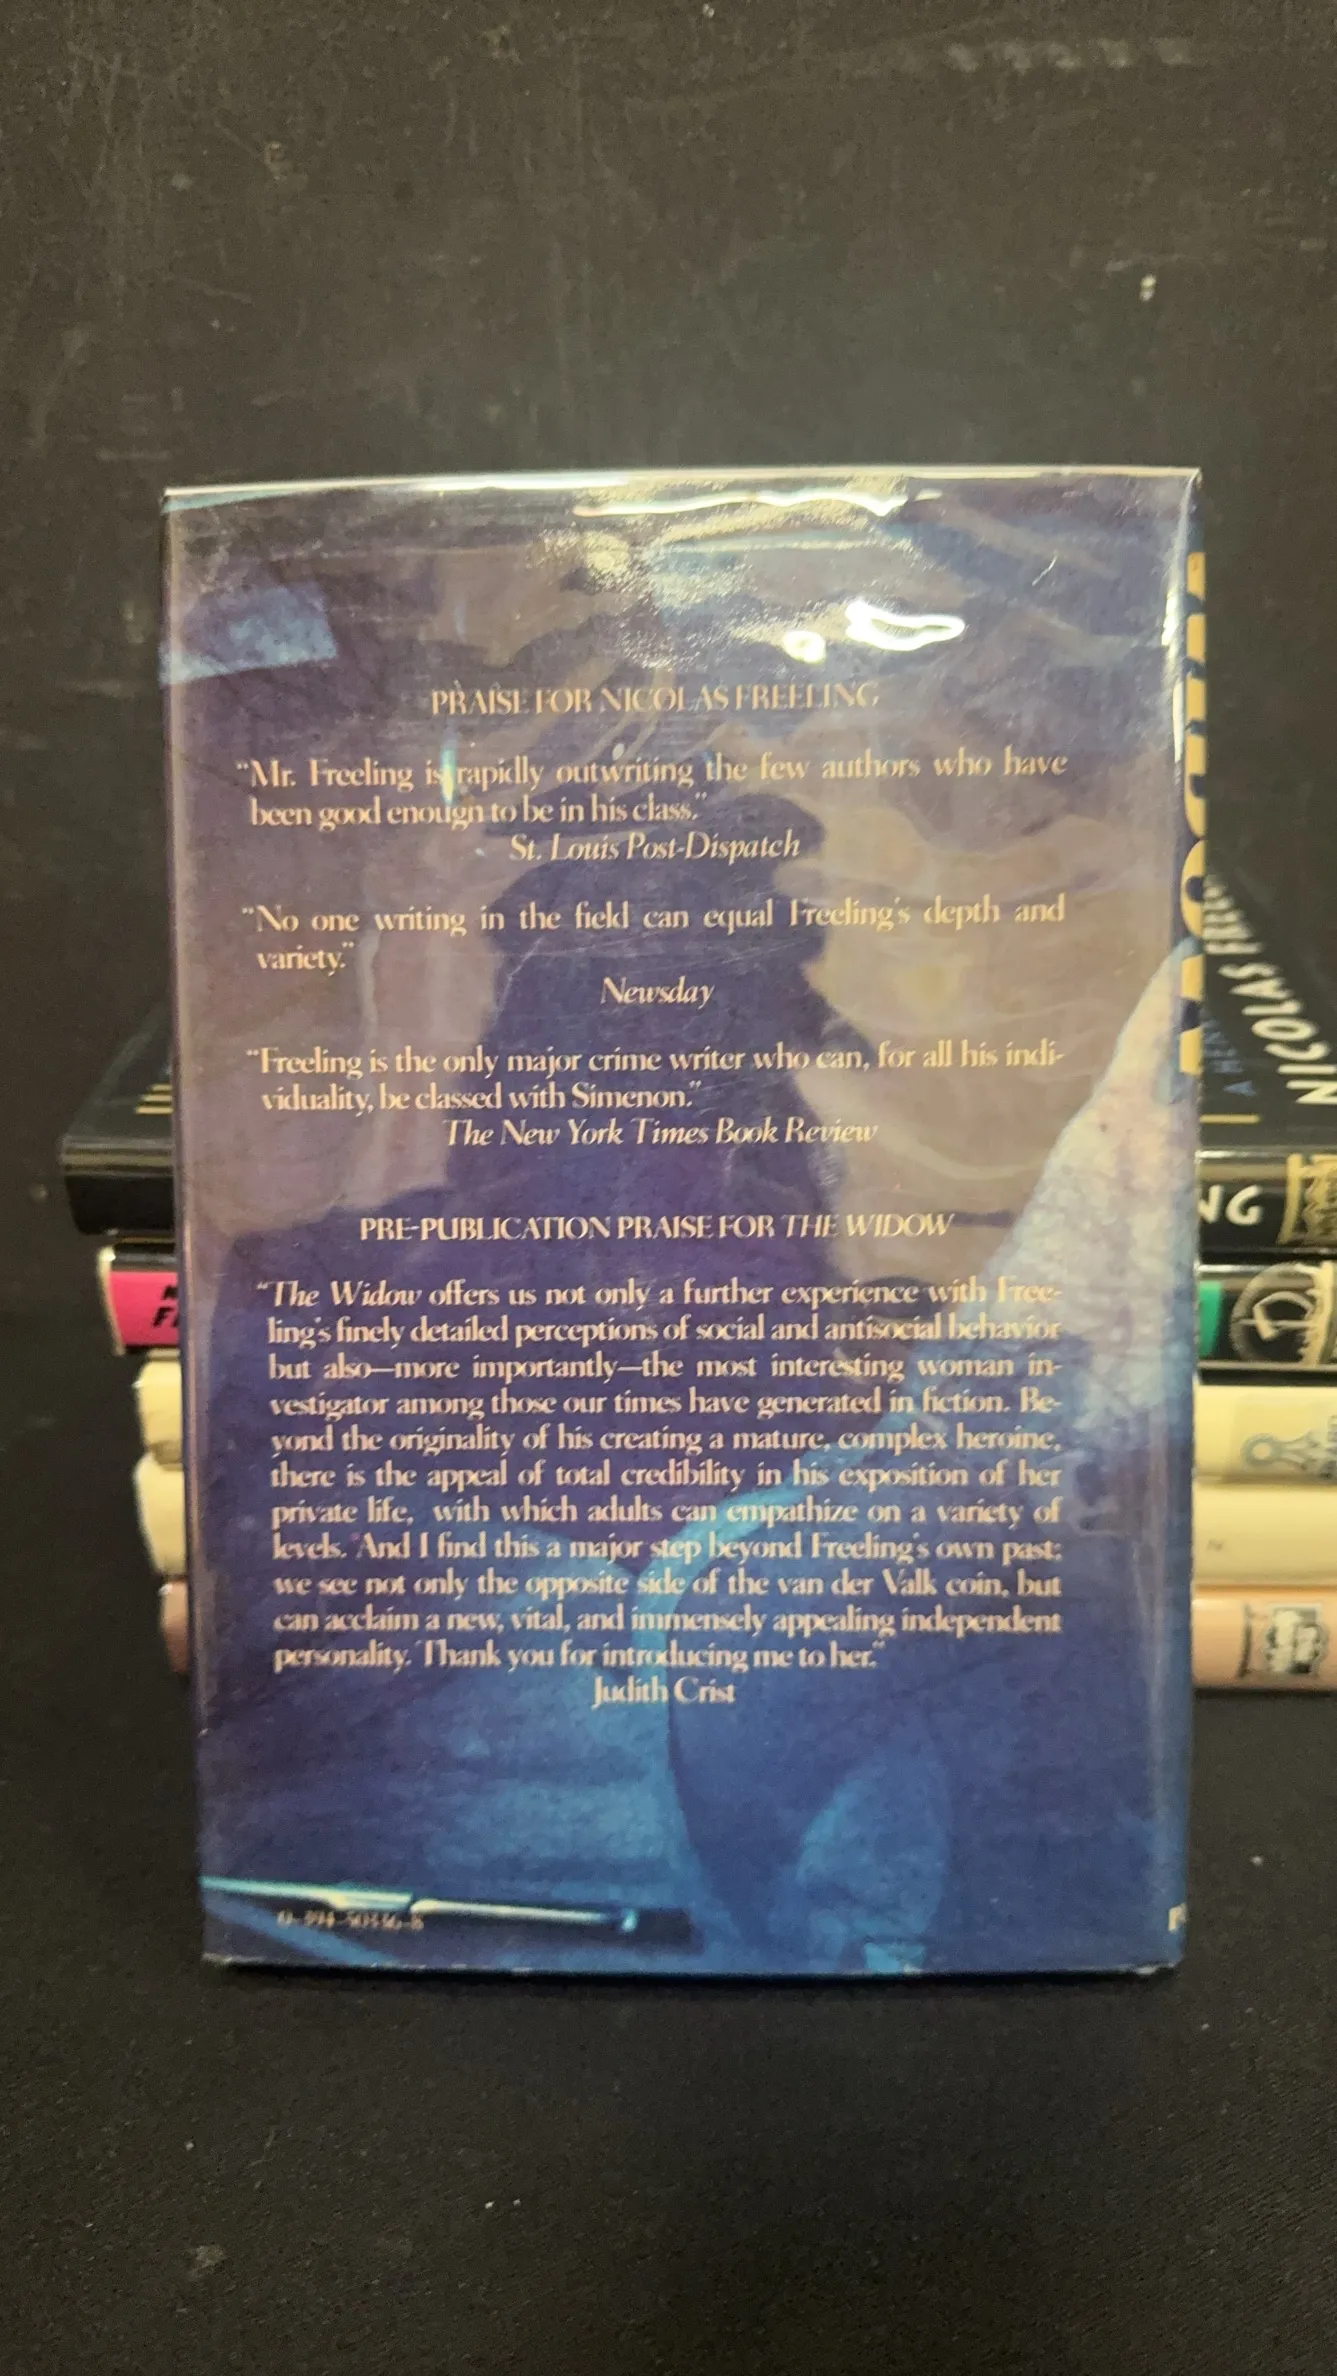 PRAISE FOR NICOLAS FREELING
"Mr. Freeling is rapidly outwriting the few authors who have
been good enough to be in his class."
St. Louis Post-Dispatch
"No one writing in the field can equal Freeling's depth and
variety."
Newsday
"Freeling is the only major crime writer who can, for all his indi-
viduality, be classed with Simenon."
The New York Times Book Review
PRE-PUBLICATION PRAISE FOR THE WIDOW
"The Widow offers us not only a further experience with Free-
ling's finely detailed perceptions of social and antisocial behavior
but also—more importantly—the most interesting woman in-
vestigator among those our times have generated in fiction. Be-
yond the originality of his creating a mature, complex heroine,
there is the appeal of total credibility in his exposition of her
private life, with which adults can empathize on a variety of
levels. And I find this a major step beyond Freeling's own past:
we see not only the opposite side of the van der Valk coin, but
can acclaim a new, vital, and immensely appealing independent
personality. Thank you for introducing me to her."
Judith Crist
NICOLAS FREEL
NG